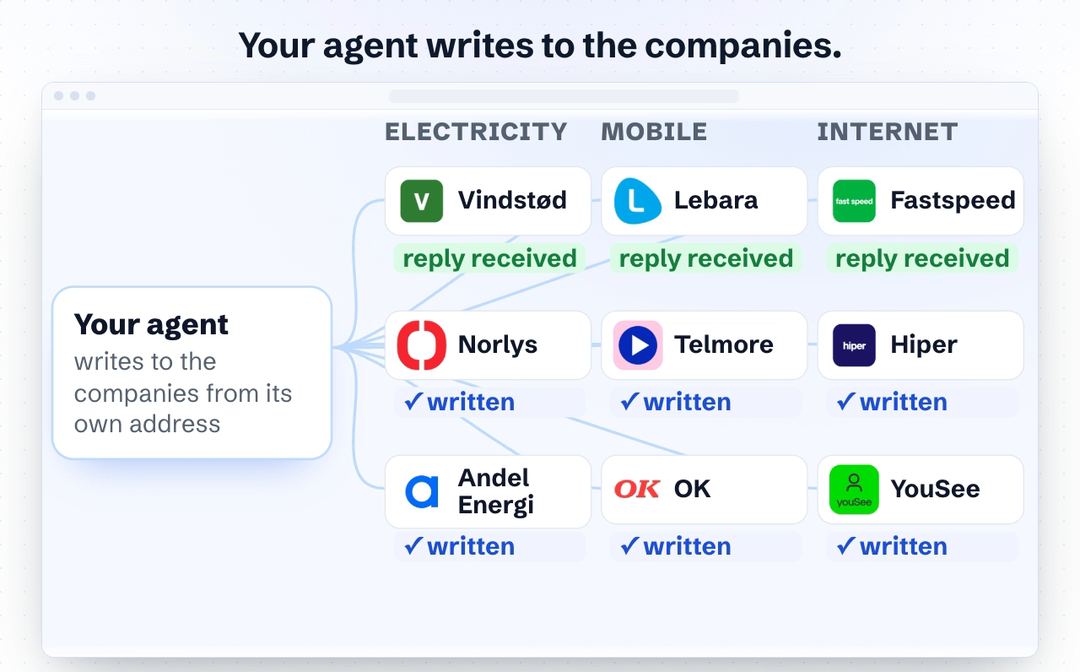 Your agent writes to the companies.
ELECTRICITY MOBILE INTERNET
V Vindstød
L Lebara
fast speed Fastspeed
reply received reply received reply received
Your agent
writes to the
companies from its
own address
Norlys
Telmore
hiper Hiper
✓written ✓written ✓written
a Andel
Energi
OK OK
youSee YouSee
✓written ✓written ✓written